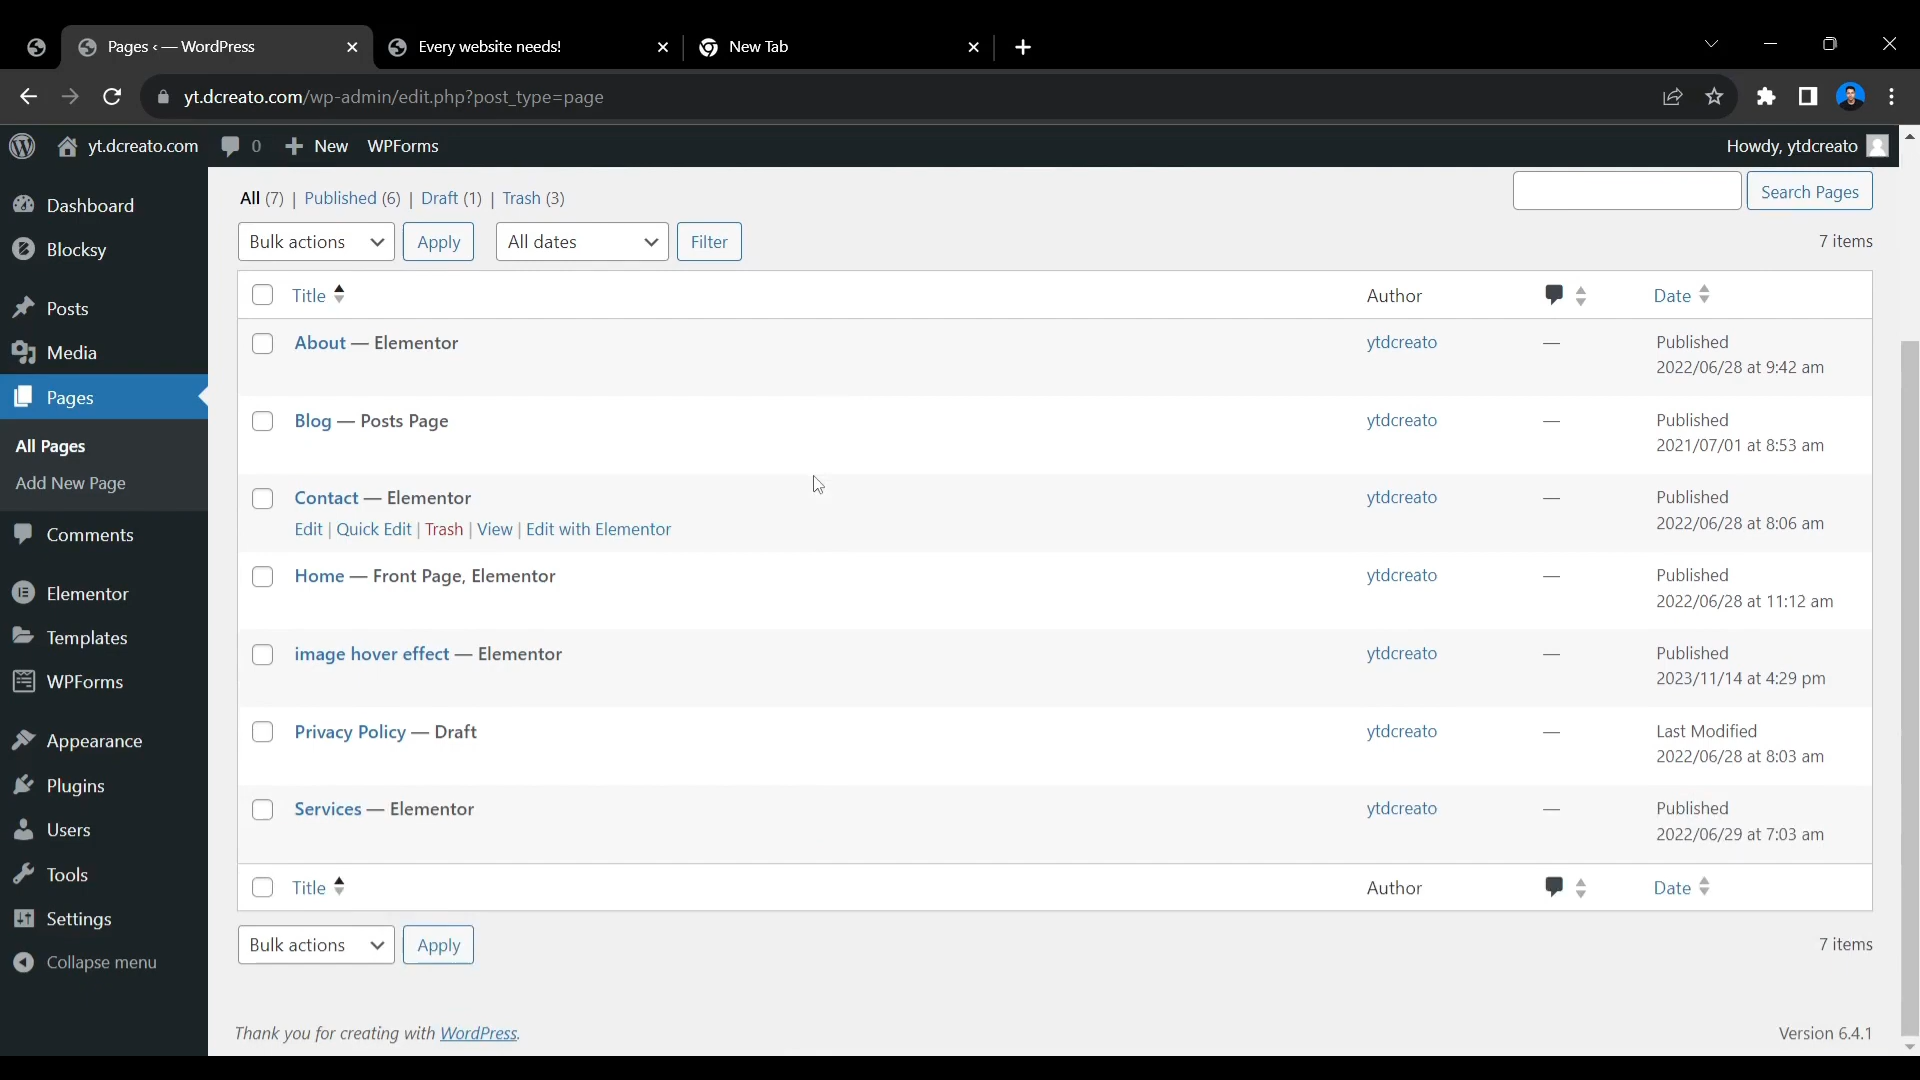 Pages ‹ — WordPress
Every website needs!
New Tab
yt.dcreato.com/wp-admin/edit.php?post_type=page
yt.dcreato.com 0 New WPForms Howdy, ytdcreato
Dashboard
Blocksy
Posts
Media
Pages
All Pages
Add New Page
Comments
Elementor
Templates
WPForms
Appearance
Plugins
Users
Tools
Settings
Collapse menu
All (7) | Published (6) | Draft (1) | Trash (3)
Search Pages
Bulk actions Apply All dates Filter 7 items
Title Author Date
About — Elementor ytdcreato — Published
2022/06/28 at 9:42 am
Blog — Posts Page ytdcreato — Published
2021/07/01 at 8:53 am
Contact — Elementor ytdcreato — Published
Edit | Quick Edit | Trash | View | Edit with Elementor 2022/06/28 at 8:06 am
Home — Front Page, Elementor ytdcreato — Published
2022/06/28 at 11:12 am
image hover effect — Elementor ytdcreato — Published
2023/11/14 at 4:29 pm
Privacy Policy — Draft ytdcreato — Last Modified
2022/06/28 at 8:03 am
Services — Elementor ytdcreato — Published
2022/06/29 at 7:03 am
Title Author Date
Bulk actions Apply 7 items
Thank you for creating with WordPress. Version 6.4.1